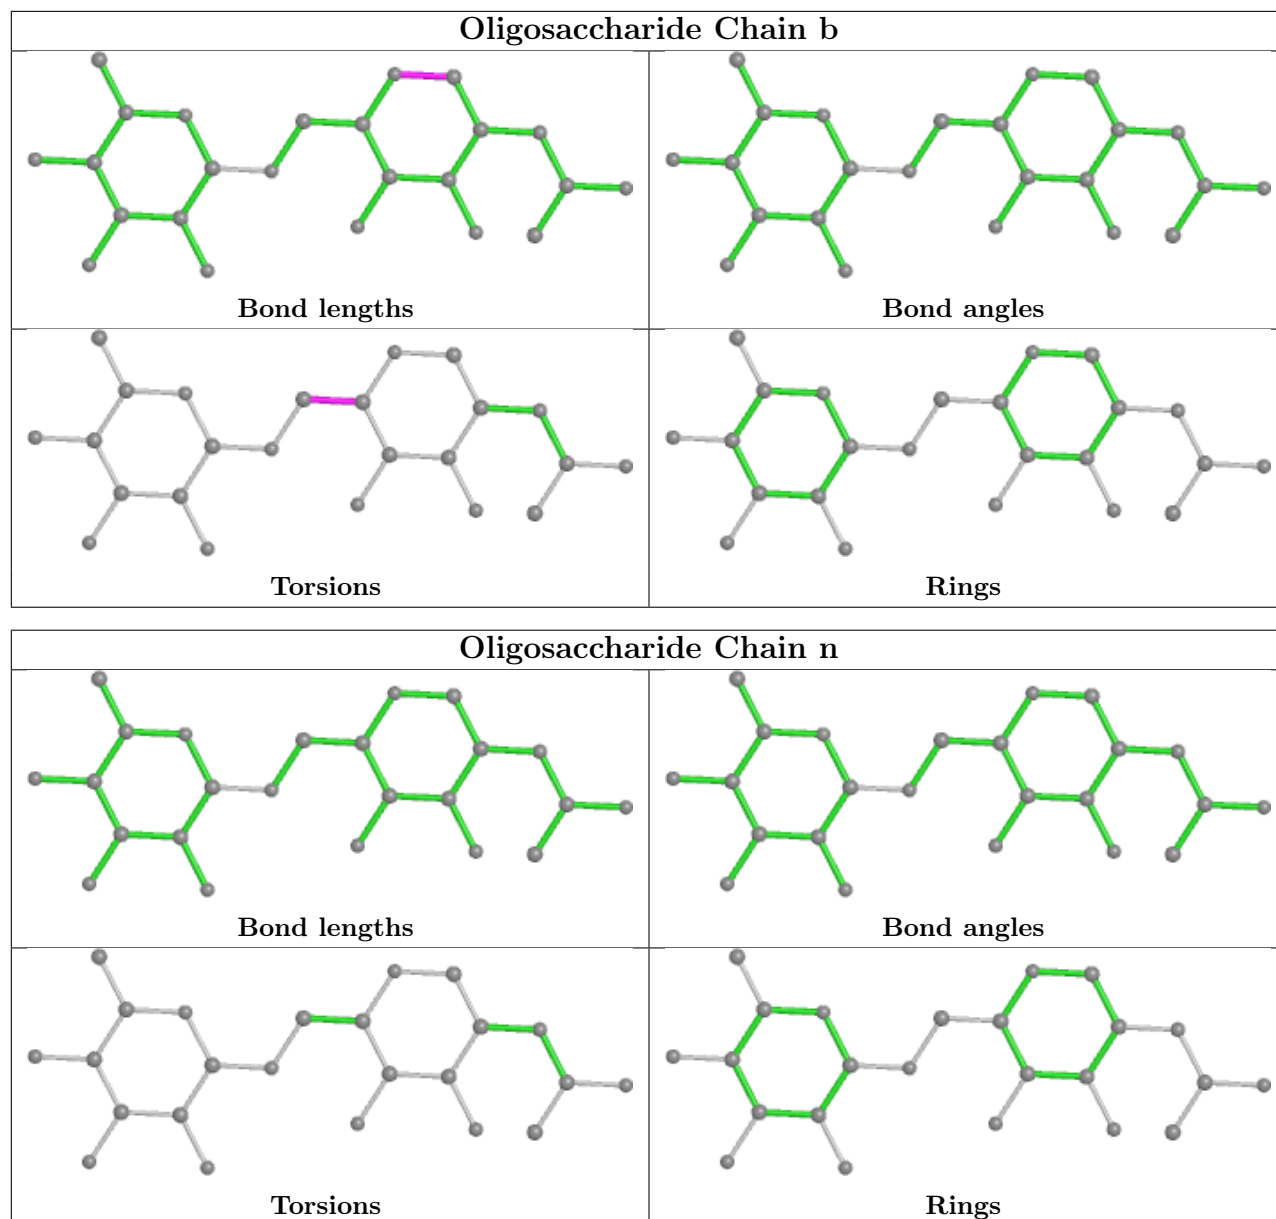 Oligosaccharide Chain b
Bond lengths
Bond angles
Torsions
Rings
Oligosaccharide Chain n
Bond lengths
Bond angles
Torsions
Rings